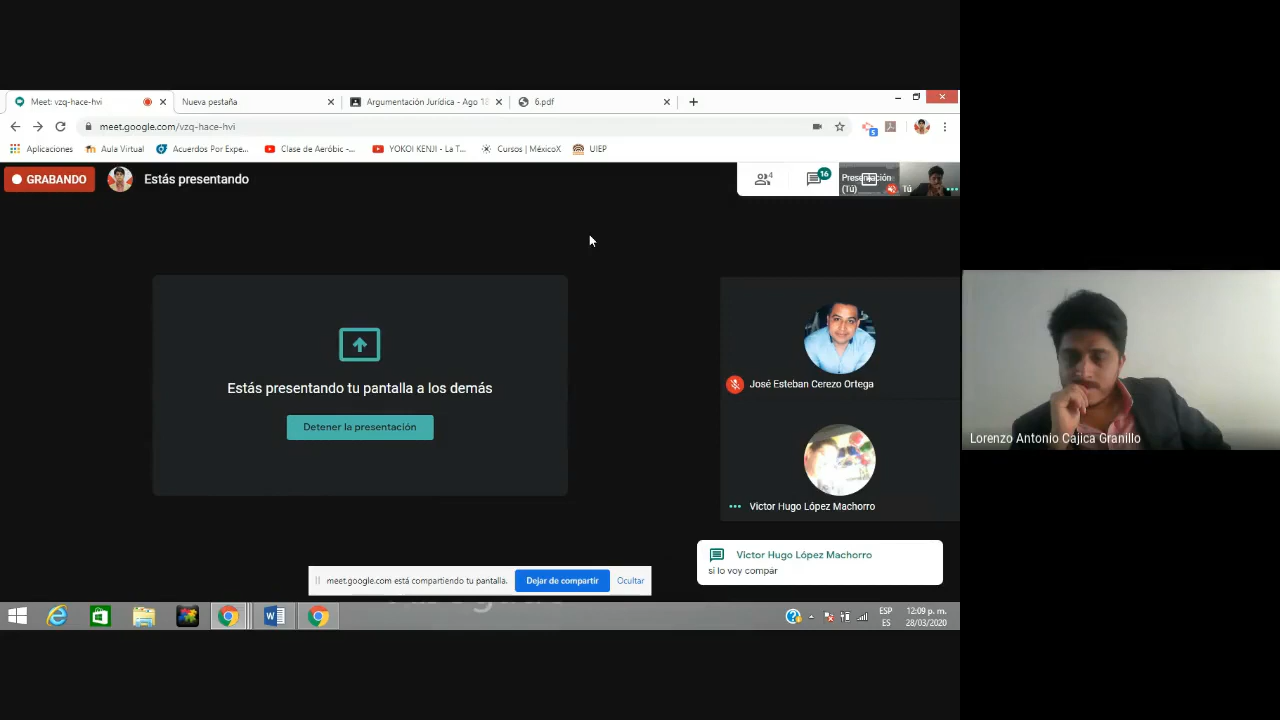 Meet: vzq-hace-hvi
Nueva pestaña
Argumentación Jurídica - Ago 18
6.pdf
meet.google.com/vzq-hace-hvi
Aplicaciones
Aula Virtual
Acuerdos Por Expe...
Clase de Aeróbic -...
YOKOI KENJI - La T...
Cursos | MéxicoX
UIEP
GRABANDO
Estás presentando
4
16
Presentación
(Tú)
Tú
Estás presentando tu pantalla a los demás
Detener la presentación
José Esteban Cerezo Ortega
Víctor Hugo López Machorro
Lorenzo Antonio Cajica Granillo
Víctor Hugo López Machorro
si lo voy compar
meet.google.com está compartiendo tu pantalla.
Dejar de compartir
Ocultar
ESP
ES
12:09 p. m.
28/03/2020